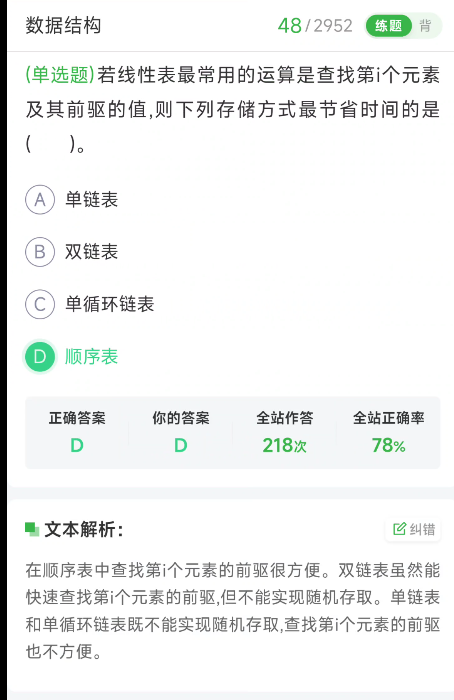 数据结构 48/2952 练题 背
(单选题)若线性表最常用的运算是查找第i个元素
及其前驱的值,则下列存储方式最节省时间的是
(  )。
A 单链表
B 双链表
C 单循环链表
D 顺序表
正确答案 你的答案 全站作答 全站正确率
D D 218次 78%
文本解析: 纠错
在顺序表中查找第i个元素的前驱很方便。双链表虽然能
快速查找第i个元素的前驱,但不能实现随机存取。单链表
和单循环链表既不能实现随机存取,查找第i个元素的前驱
也不方便。